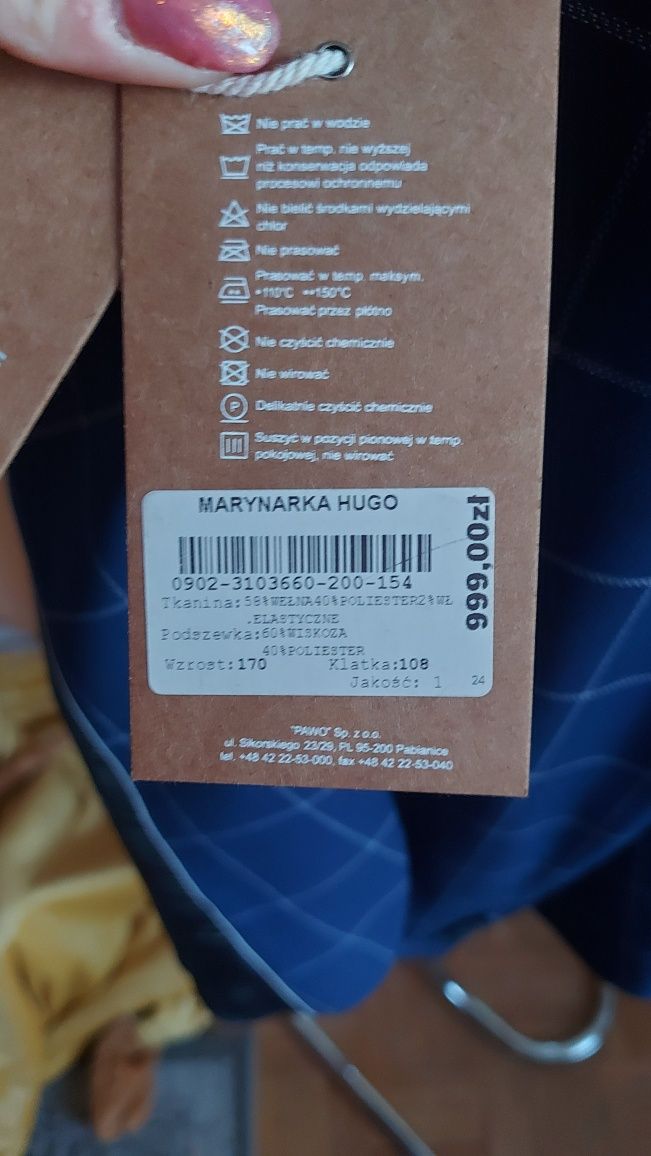 Nie prać w wodzie
Prać w temp. nie wyższej
niż konserwacja odpowiada
procesowi ochronnemu
Nie bielić środkami wydzielającymi
chlor
Nie prasować
Prasować w temp. maksym.
•110°C ••150°C
Prasować przez płótno
Nie czyścić chemicznie
Nie wirować
P
Delikatnie czyścić chemicznie
Suszyć w pozycji pionowej w temp.
pokojowej, nie wirować
MARYNARKA HUGO
999,00zł
0902-3103660-200-154
Tkanina:58%WEŁNA40%POLIESTER2%WŁ
.ELASTYCZNE
Podszewka:60%WISKOZA
40%POLIESTER
Wzrost:170 Klatka:108
Jakość: 1 24
"PAWO" Sp. z o.o.
ul. Sikorskiego 23/29, PL 95-200 Pabianice
tel. +48 42 22-53-000, fax +48 42 22-53-040